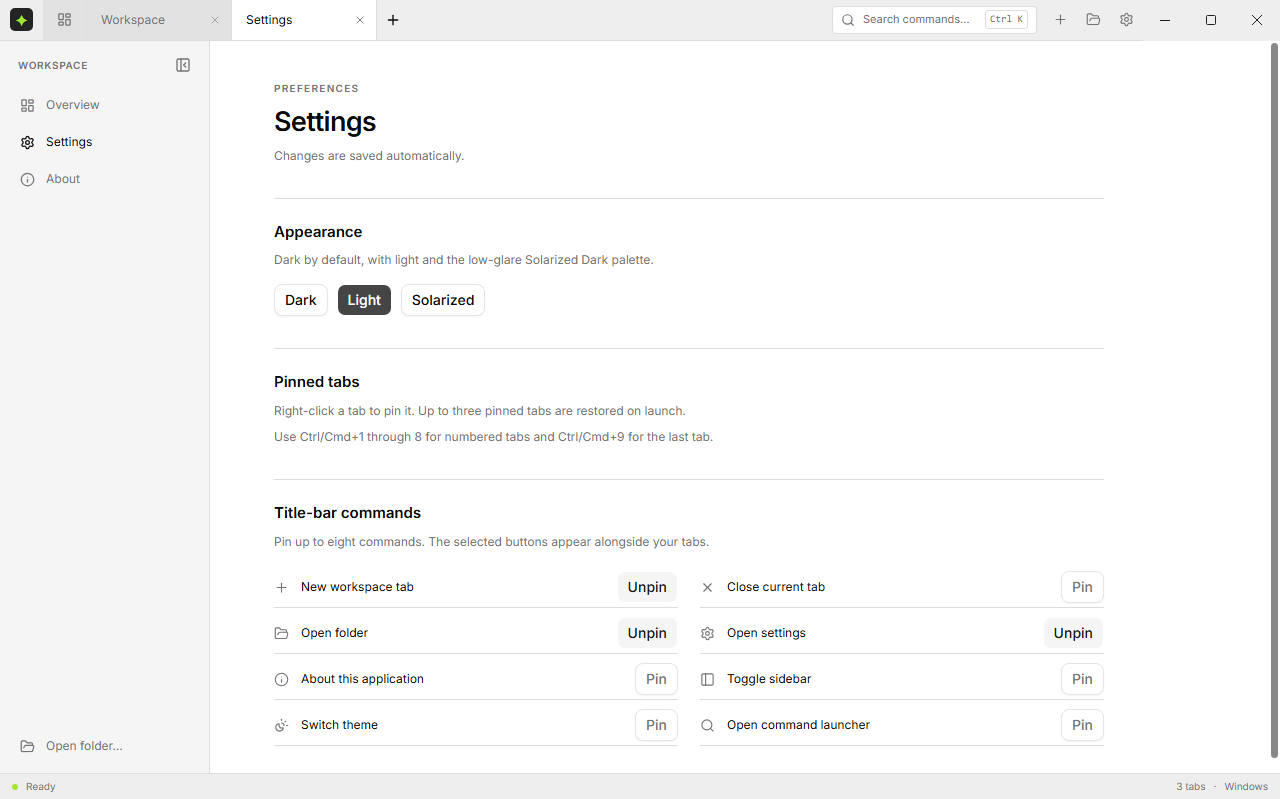 Workspace
Settings
Search commands...
Ctrl K
WORKSPACE
Overview
Settings
About
Open folder...
PREFERENCES
Settings
Changes are saved automatically.
Appearance
Dark by default, with light and the low-glare Solarized Dark palette.
Dark
Light
Solarized
Pinned tabs
Right-click a tab to pin it. Up to three pinned tabs are restored on launch.
Use Ctrl/Cmd+1 through 8 for numbered tabs and Ctrl/Cmd+9 for the last tab.
Title-bar commands
Pin up to eight commands. The selected buttons appear alongside your tabs.
New workspace tab
Unpin
Close current tab
Pin
Open folder
Unpin
Open settings
Unpin
About this application
Pin
Toggle sidebar
Pin
Switch theme
Pin
Open command launcher
Pin
Ready
3 tabs · Windows